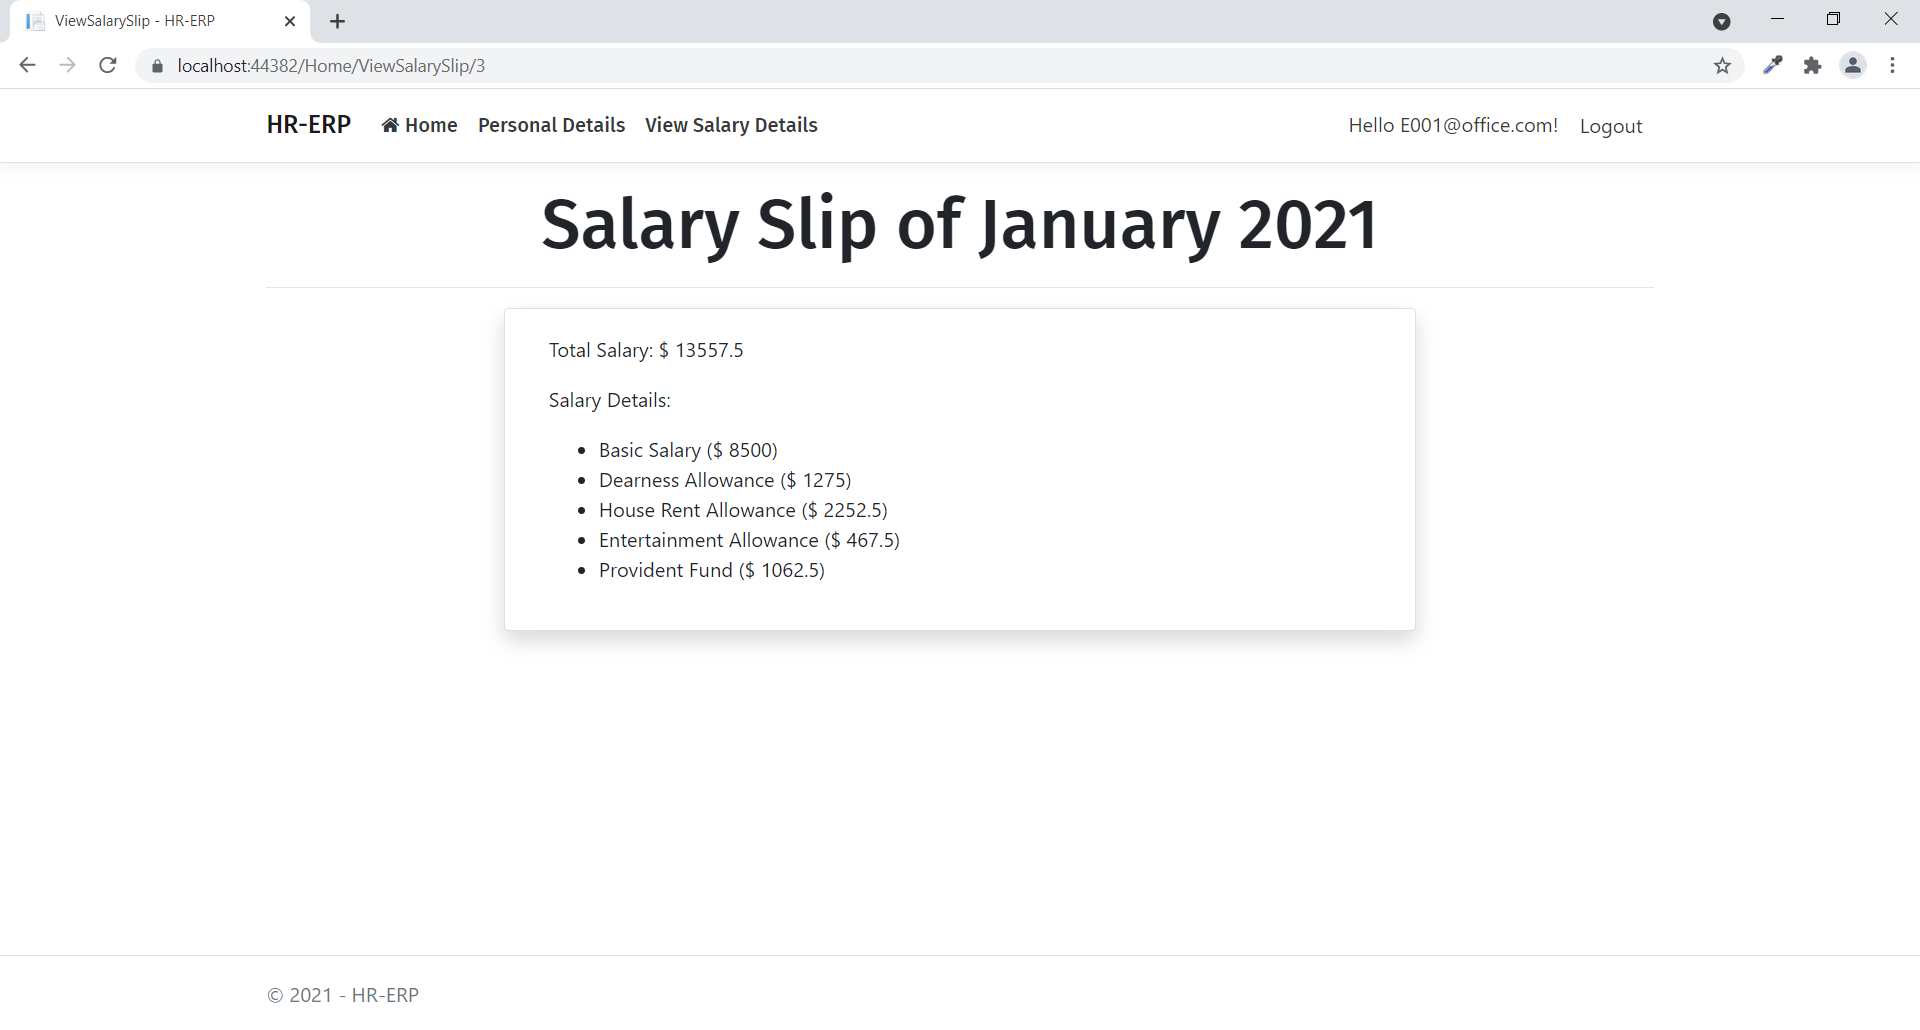 ViewSalarySlip - HR-ERP
localhost:44382/Home/ViewSalarySlip/3
HR-ERP Home Personal Details View Salary Details Hello E001@office.com! Logout
Salary Slip of January 2021
Total Salary: $ 13557.5
Salary Details:
• Basic Salary ($ 8500)
• Dearness Allowance ($ 1275)
• House Rent Allowance ($ 2252.5)
• Entertainment Allowance ($ 467.5)
• Provident Fund ($ 1062.5)
© 2021 - HR-ERP